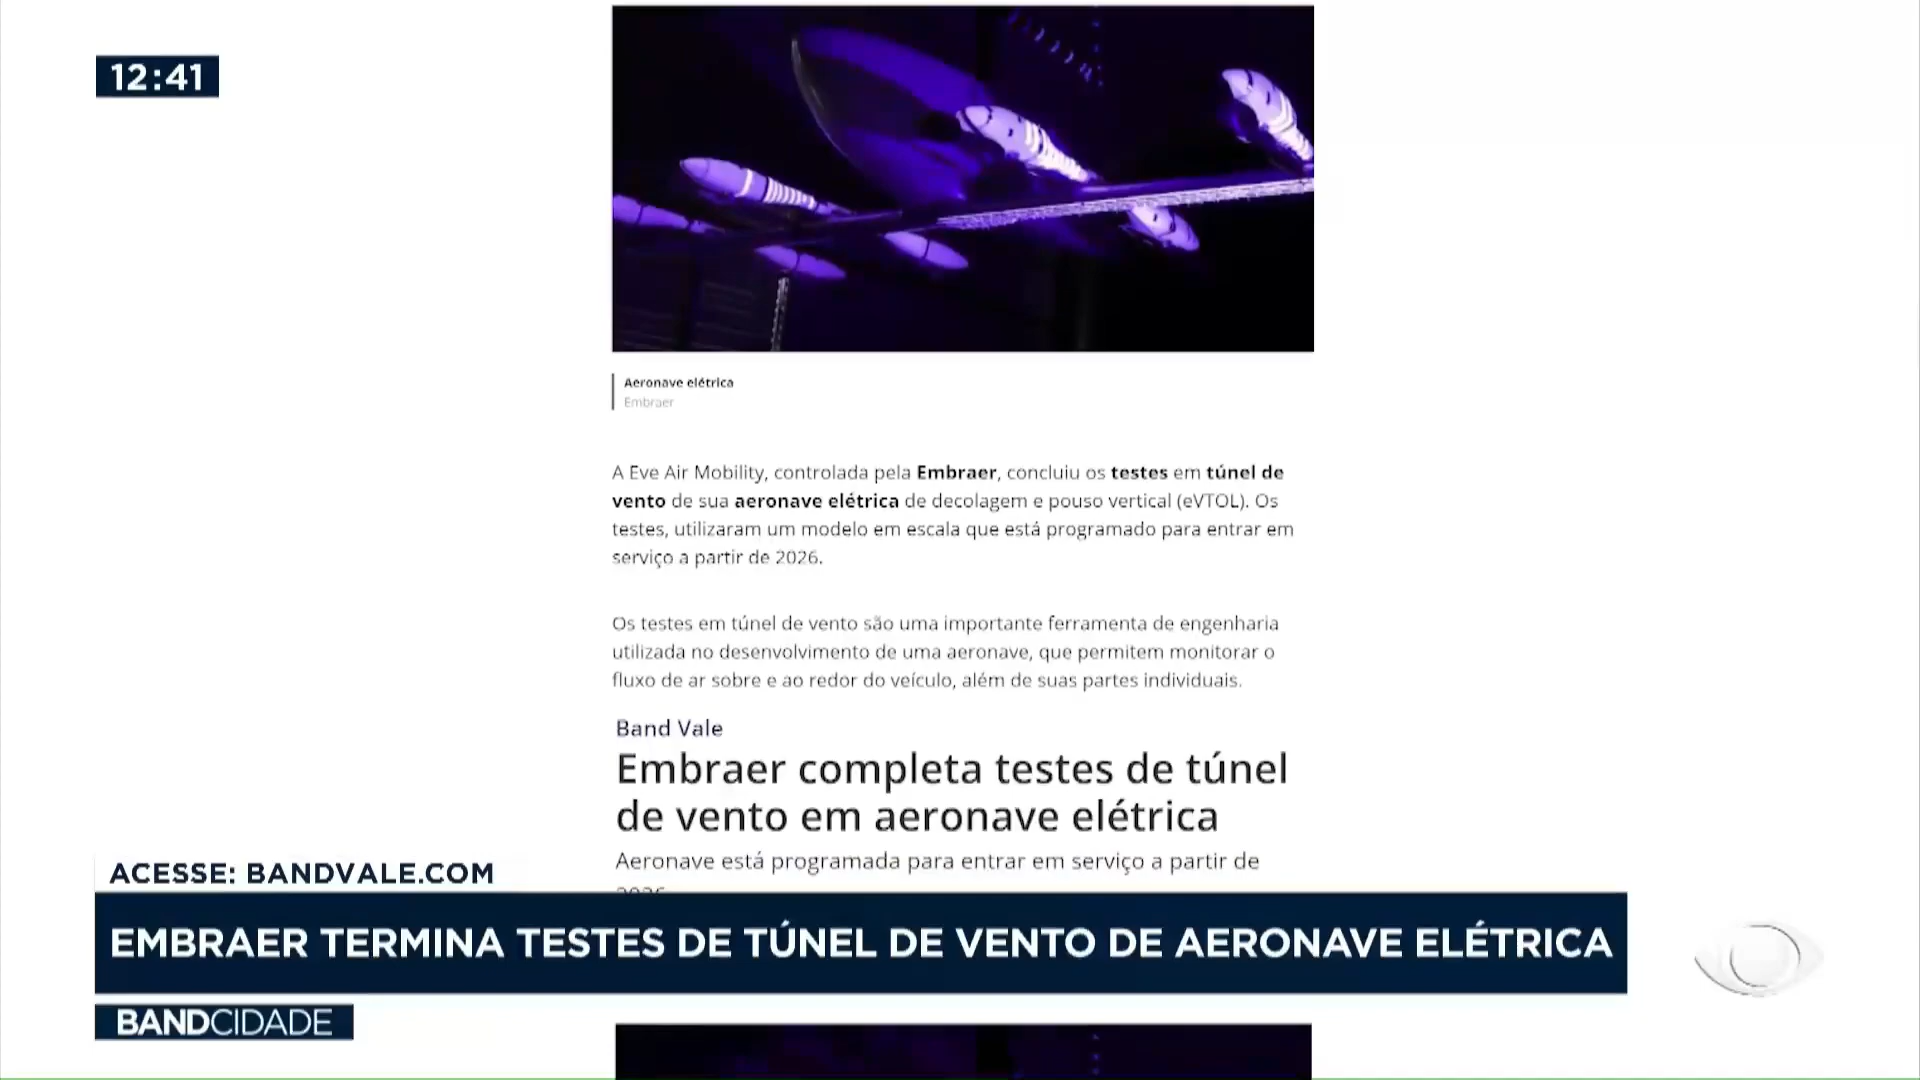 12:41
Aeronave elétrica
Embraer
A Eve Air Mobility, controlada pela Embraer, concluiu os testes em túnel de
vento de sua aeronave elétrica de decolagem e pouso vertical (eVTOL). Os
testes, utilizaram um modelo em escala que está programado para entrar em
serviço a partir de 2026.
Os testes em túnel de vento são uma importante ferramenta de engenharia
utilizada no desenvolvimento de uma aeronave, que permitem monitorar o
fluxo de ar sobre e ao redor do veículo, além de suas partes individuais.
Band Vale
Embraer completa testes de túnel
de vento em aeronave elétrica
Aeronave está programada para entrar em serviço a partir de
ACESSE: BANDVALE.COM
EMBRAER TERMINA TESTES DE TÚNEL DE VENTO DE AERONAVE ELÉTRICA
BANDCIDADE